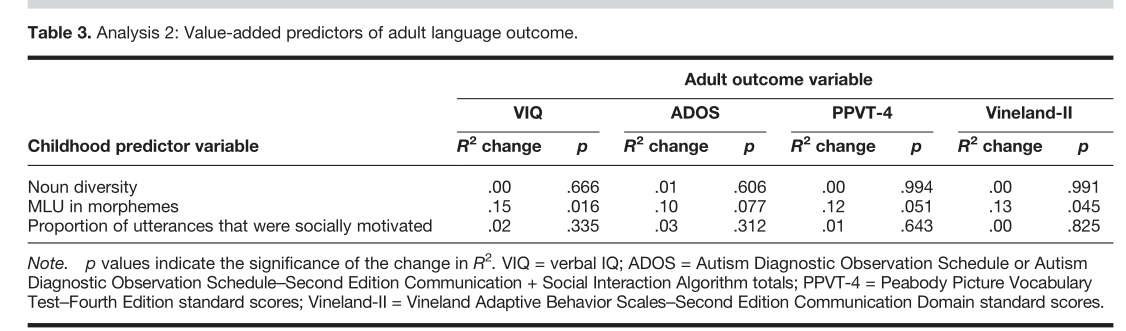 Table 3. Analysis 2: Value-added predictors of adult language outcome.
Adult outcome variable
VIQ ADOS PPVT-4 Vineland-II
Childhood predictor variable R² change p R² change p R² change p R² change p
Noun diversity .00 .666 .01 .606 .00 .994 .00 .991
MLU in morphemes .15 .016 .10 .077 .12 .051 .13 .045
Proportion of utterances that were socially motivated .02 .335 .03 .312 .01 .643 .00 .825
Note. p values indicate the significance of the change in R². VIQ = verbal IQ; ADOS = Autism Diagnostic Observation Schedule or Autism
Diagnostic Observation Schedule–Second Edition Communication + Social Interaction Algorithm totals; PPVT-4 = Peabody Picture Vocabulary
Test–Fourth Edition standard scores; Vineland-II = Vineland Adaptive Behavior Scales–Second Edition Communication Domain standard scores.